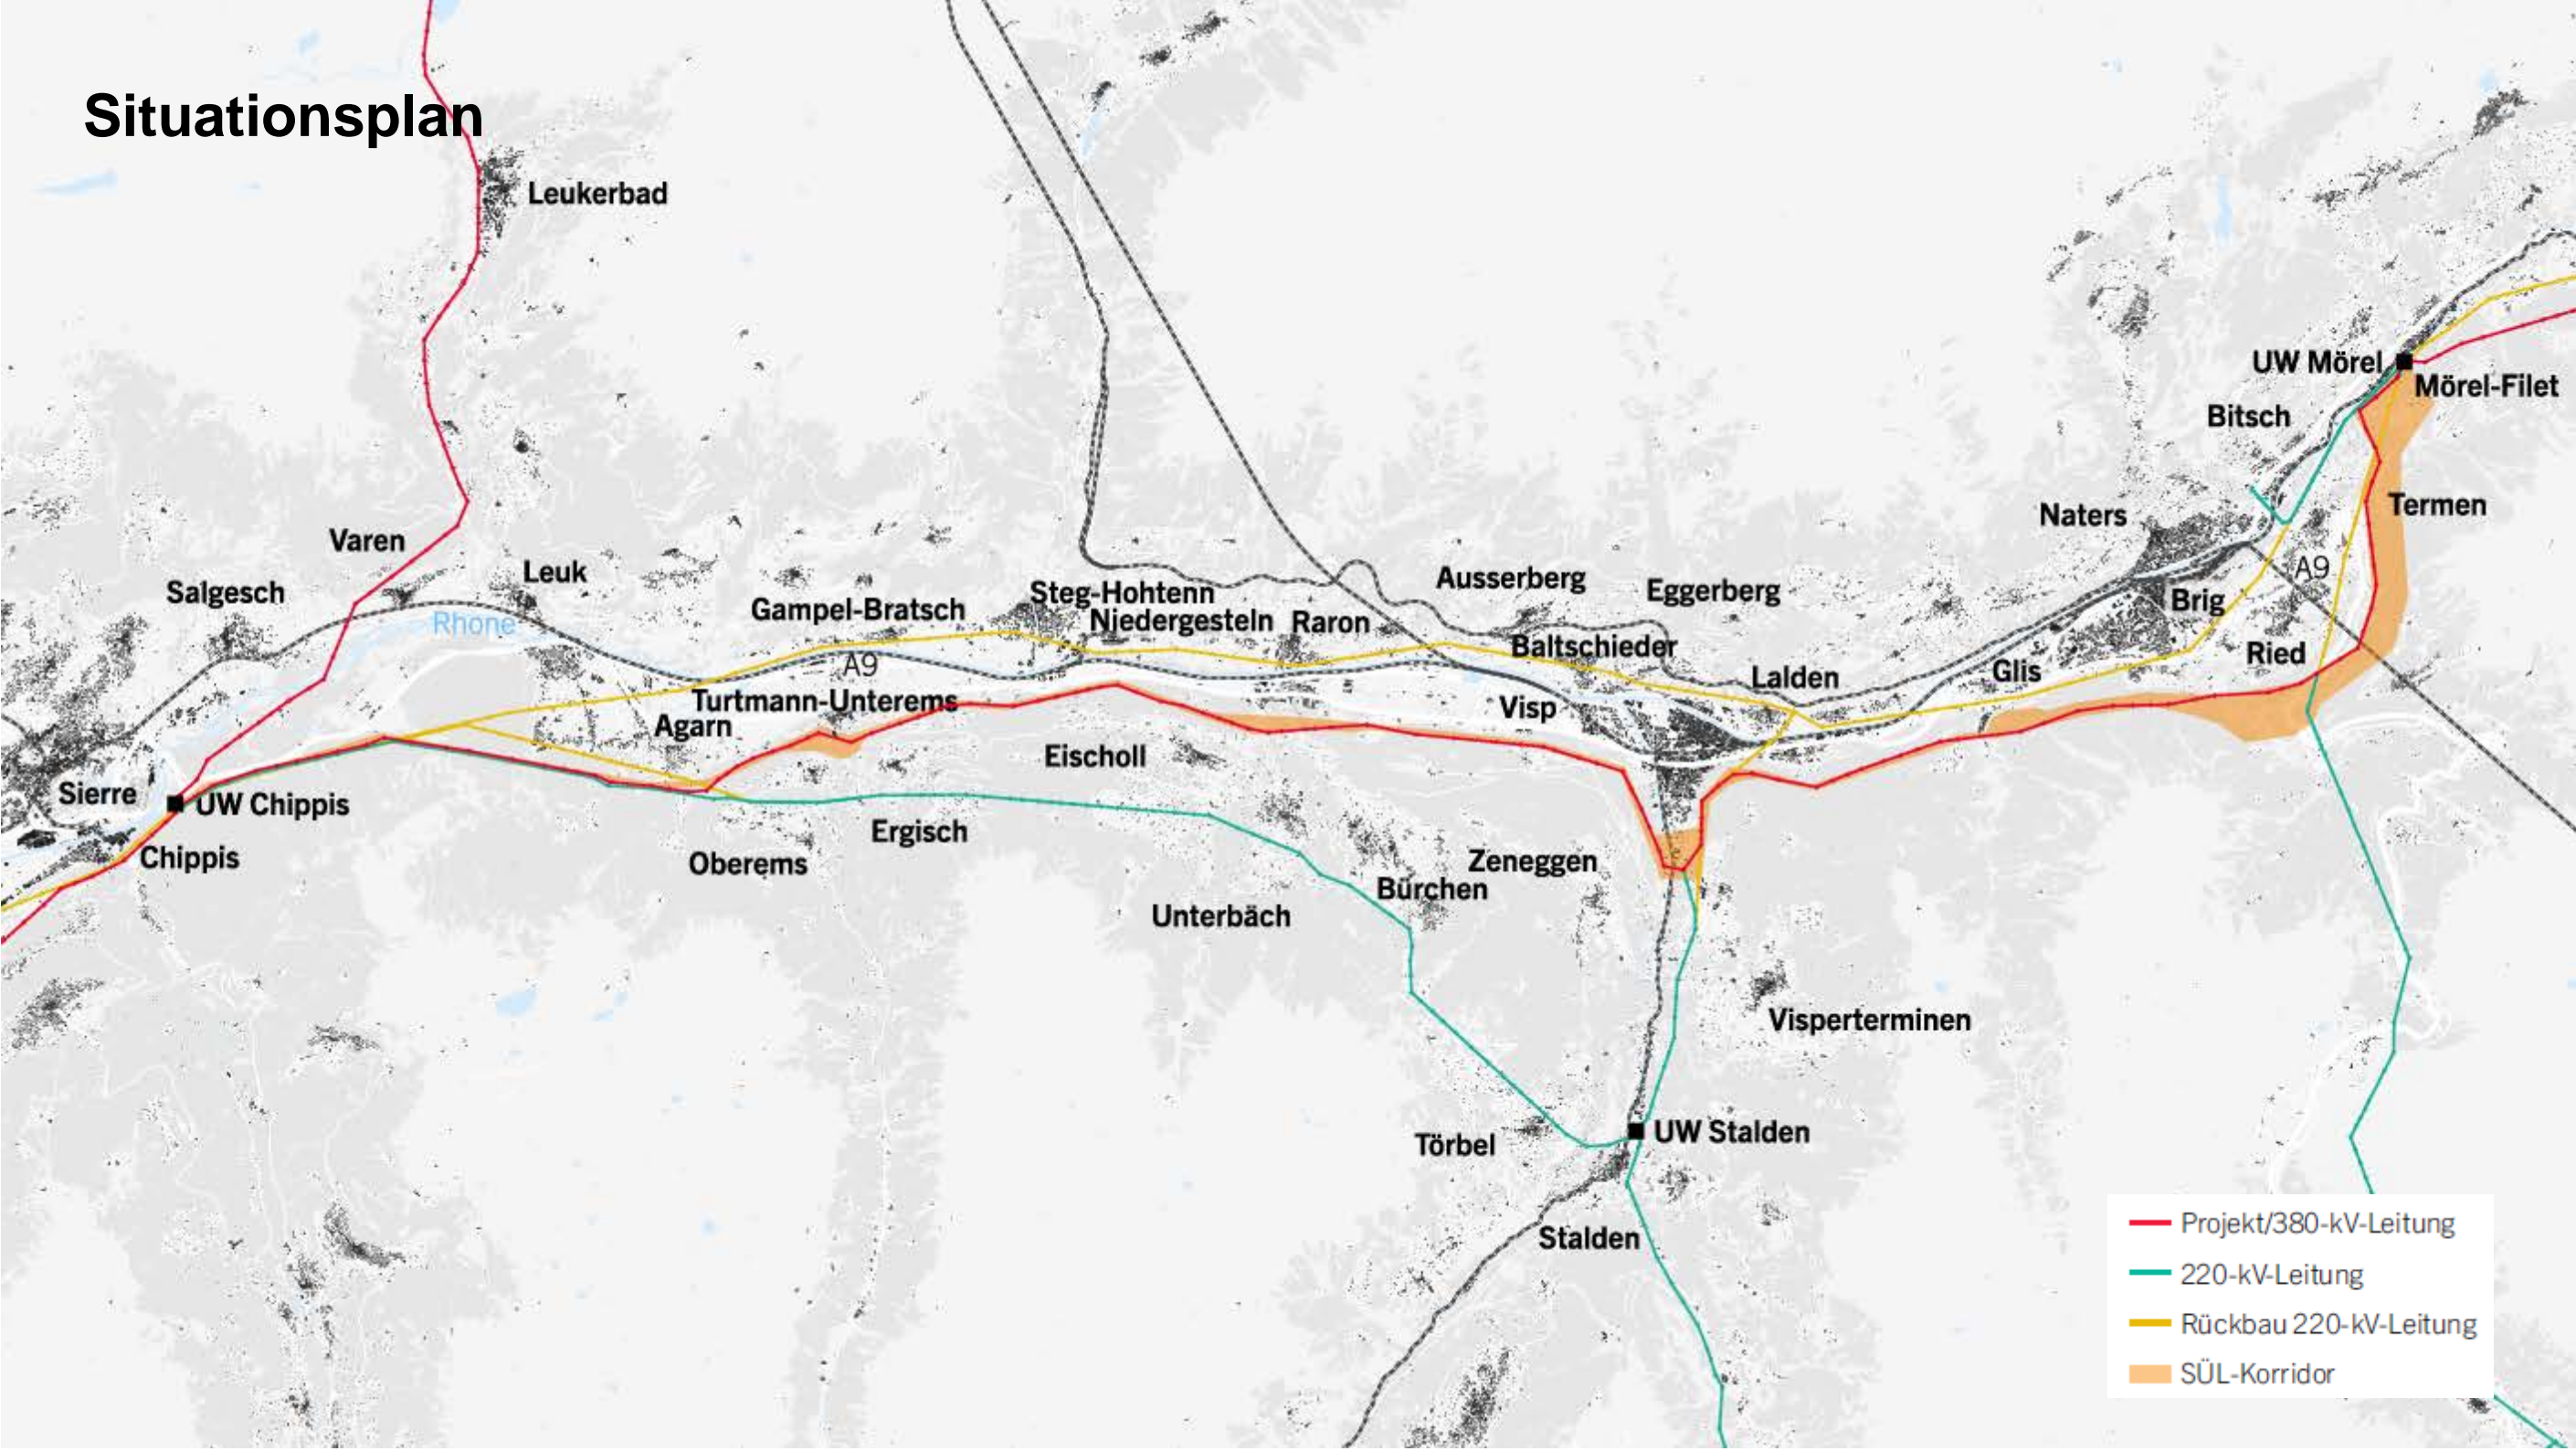 Situationsplan
Leukerbad
UW Mörel
Mörel-Filet
Bitsch
Termen
Naters
Varen
Leuk
A9
Salgesch
Steg-Hohtenn
Ausserberg
Eggerberg
Brig
Rhone
Gampel-Bratsch
Niedergesteln
Raron
Baltschieder
Ried
A9
Glis
Lalden
Turtmann-Unterems
Agarn
Visp
Eischoll
Sierre
UW Chippis
Chippis
Ergisch
Oberems
Zeneggen
Bürchen
Unterbäch
Visperterminen
UW Stalden
Törbel
Stalden
Projekt/380-kV-Leitung
220-kV-Leitung
Rückbau 220-kV-Leitung
SÜL-Korridor